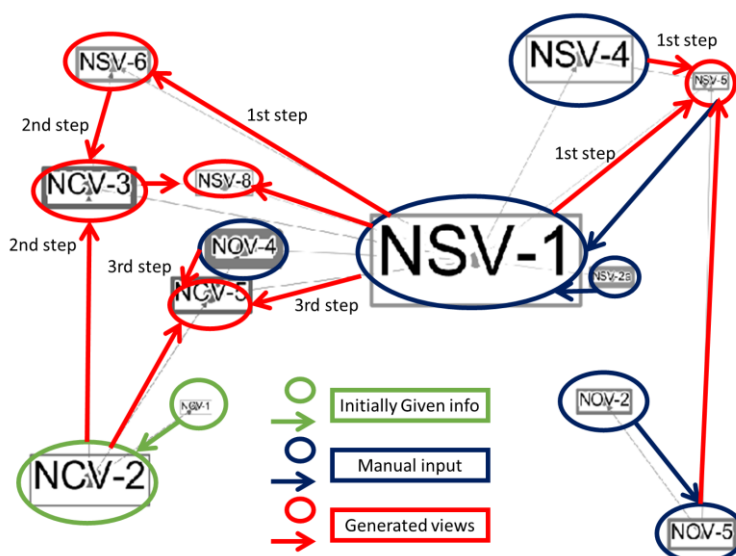 NSV-6
NSV-4
1st step
NSV-5
2nd step
1st step
1st step
NCV-3
NSV-8
NSV-1
2nd step
NOV-4
3rd step
NCV-5
3rd step
NSV-2a
NCV-1
Initially Given info
NOV-2
NCV-2
Manual input
Generated views
NOV-5